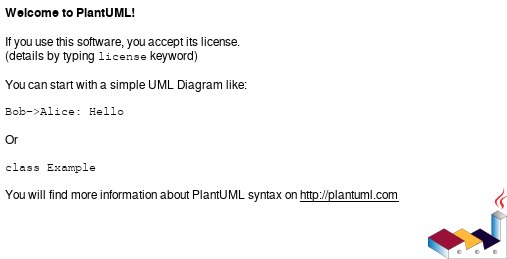 Welcome to PlantUML!
If you use this software, you accept its license.
(details by typing license keyword)
You can start with a simple UML Diagram like:
Bob->Alice: Hello
Or
class Example
You will find more information about PlantUML syntax on http://plantuml.com